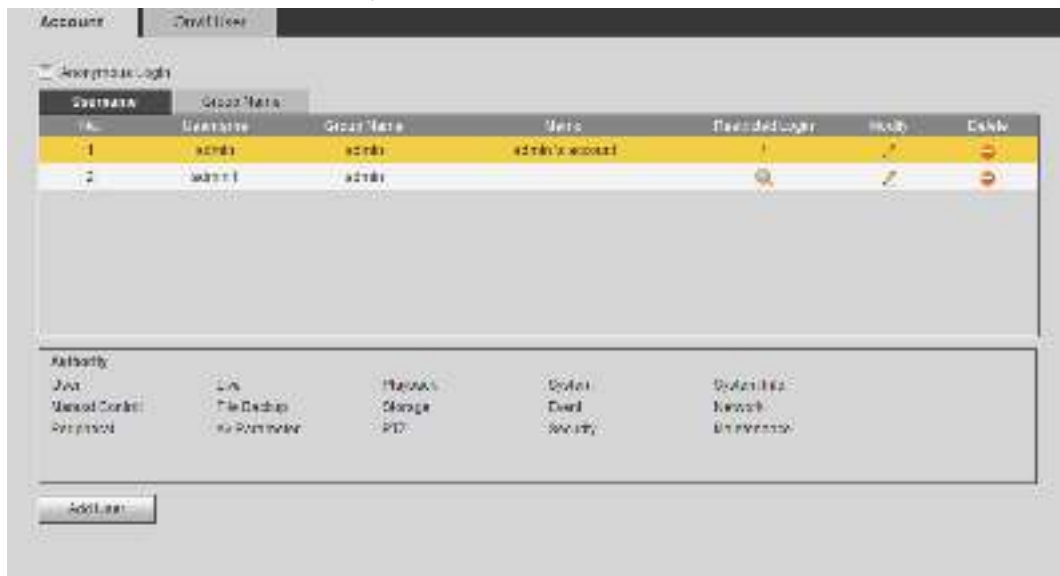 Account Onvif User
Anonymous Login
Username Group Name
No. Username Group Name Memo Restricted Login Modify Delete
1 admin admin admin 's account
2 admin1 admin
Authority
User Live Playback System System Info
Manual Control File Backup Storage Event Network
Peripheral AV Parameter PTZ Security Maintenance
Add User